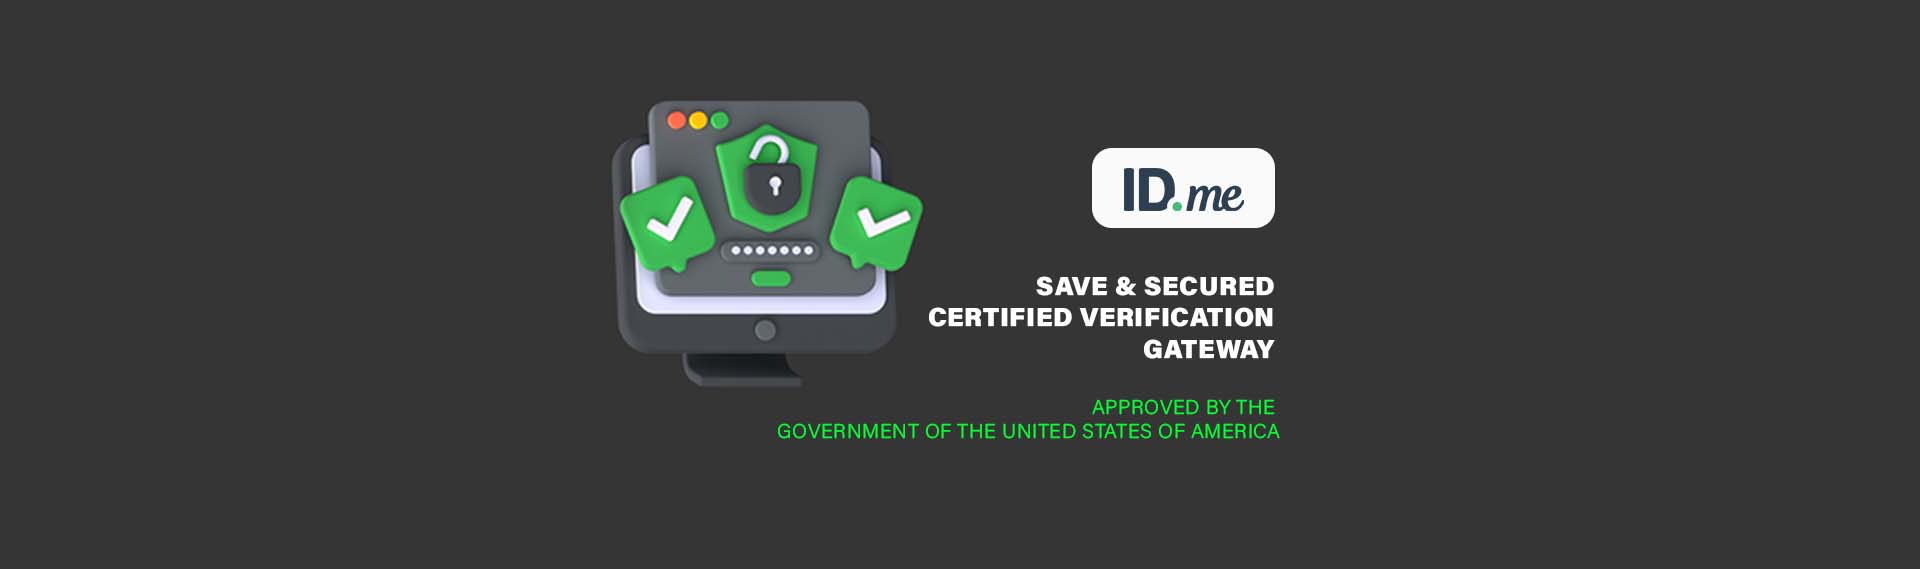 ID.me
SAVE & SECURED
CERTIFIED VERIFICATION
GATEWAY
APPROVED BY THE
GOVERNMENT OF THE UNITED STATES OF AMERICA